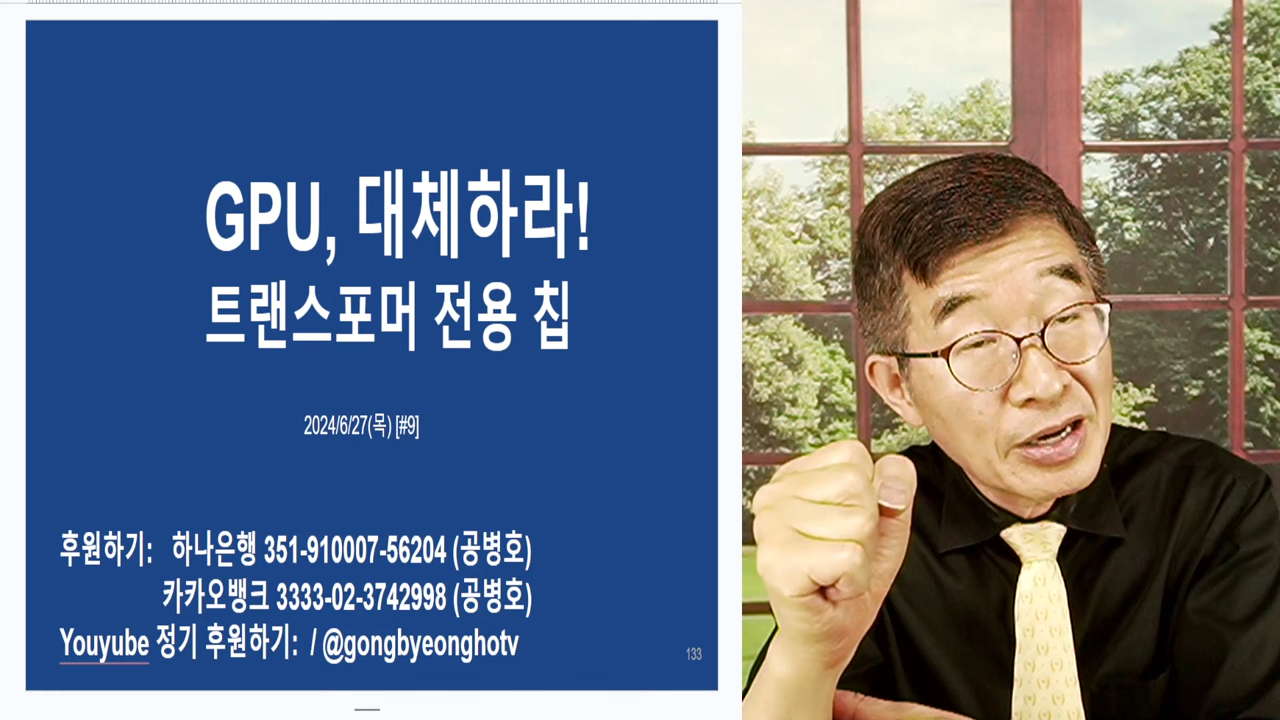 GPU, 대체하라!
트랜스포머 전용 칩
2024/6/27(목) [#9]
후원하기: 하나은행 351-910007-56204 (공병호)
카카오뱅크 3333-02-3742998 (공병호)
Youyube 정기 후원하기: / @gongbyeonghotv
133